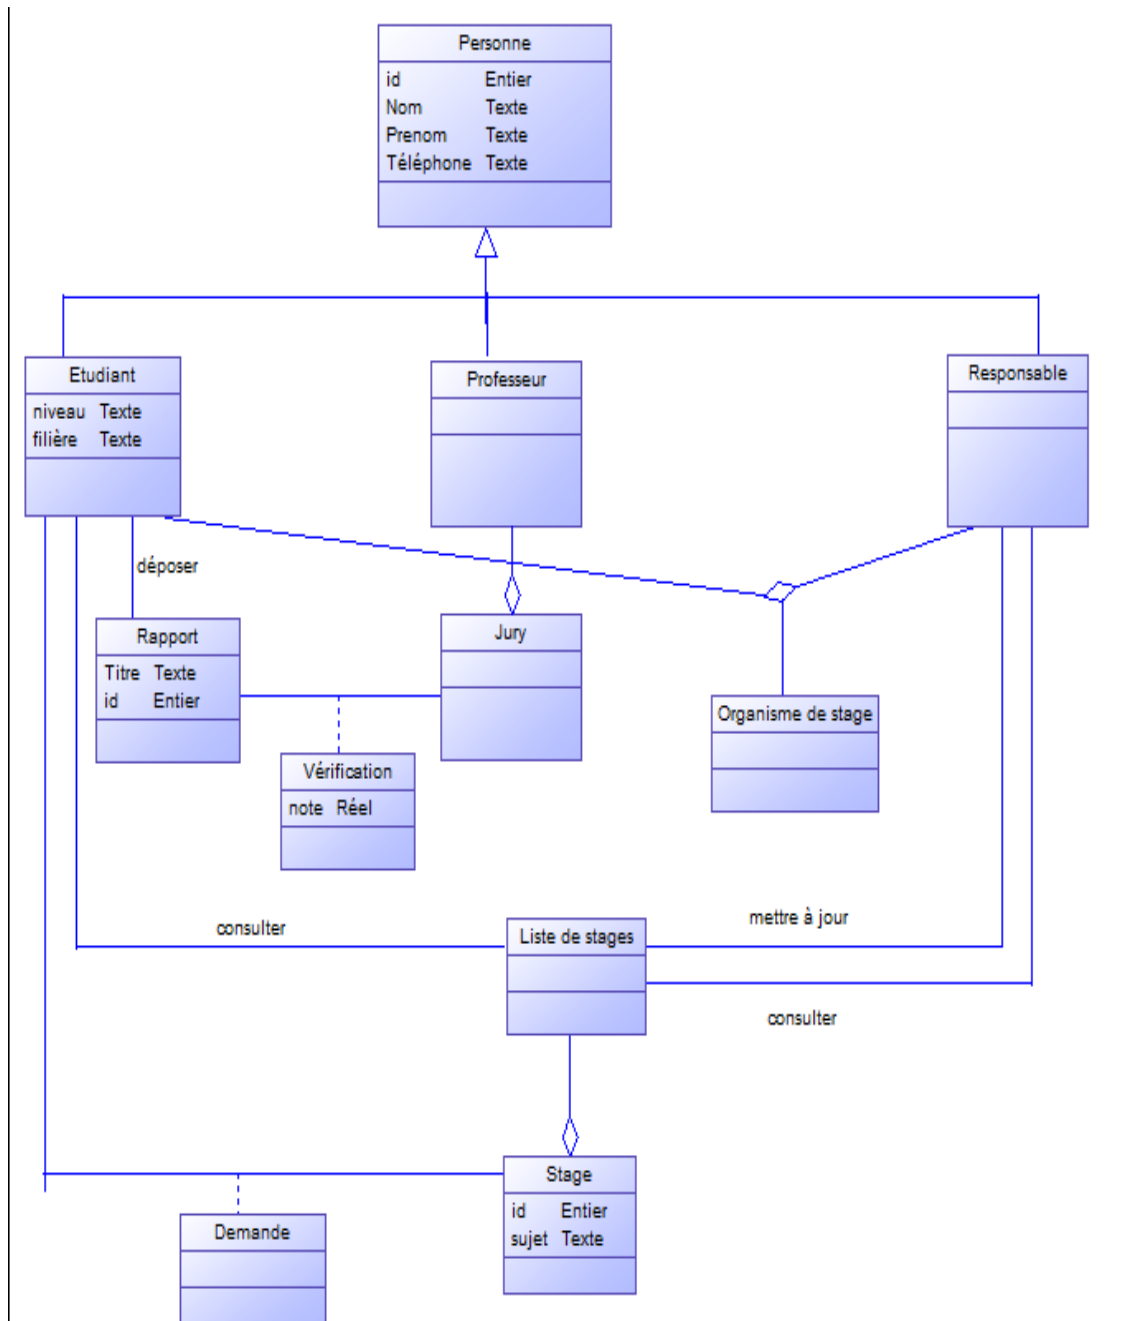 Personne
id Entier
Nom Texte
Prenom Texte
Téléphone Texte
Etudiant
niveau Texte
filière Texte
Professeur
Responsable
déposer
Rapport
Titre Texte
id Entier
Jury
Organisme de stage
Vérification
note Réel
consulter
Liste de stages
mettre à jour
consulter
Stage
id Entier
sujet Texte
Demande